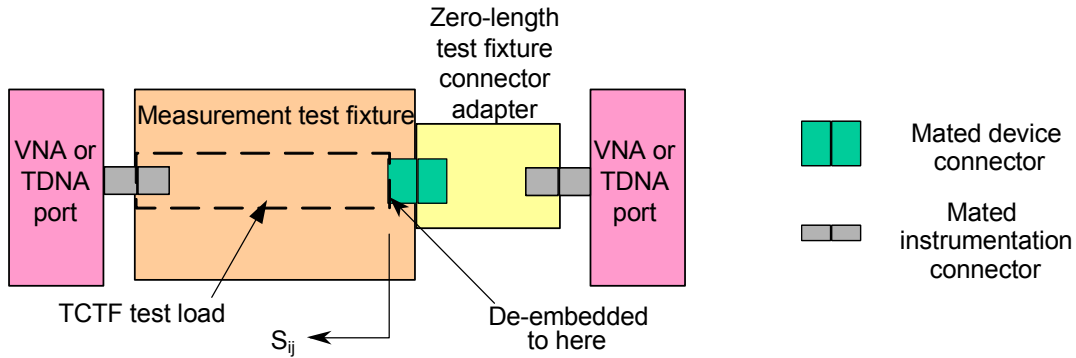 Zero-length
test fixture
connector
adapter
Measurement test fixture
VNA or
TDNA
port
VNA or
TDNA
port
TCTF test load
S_ij
De-embedded
to here
Mated device
connector
Mated
instrumentation
connector